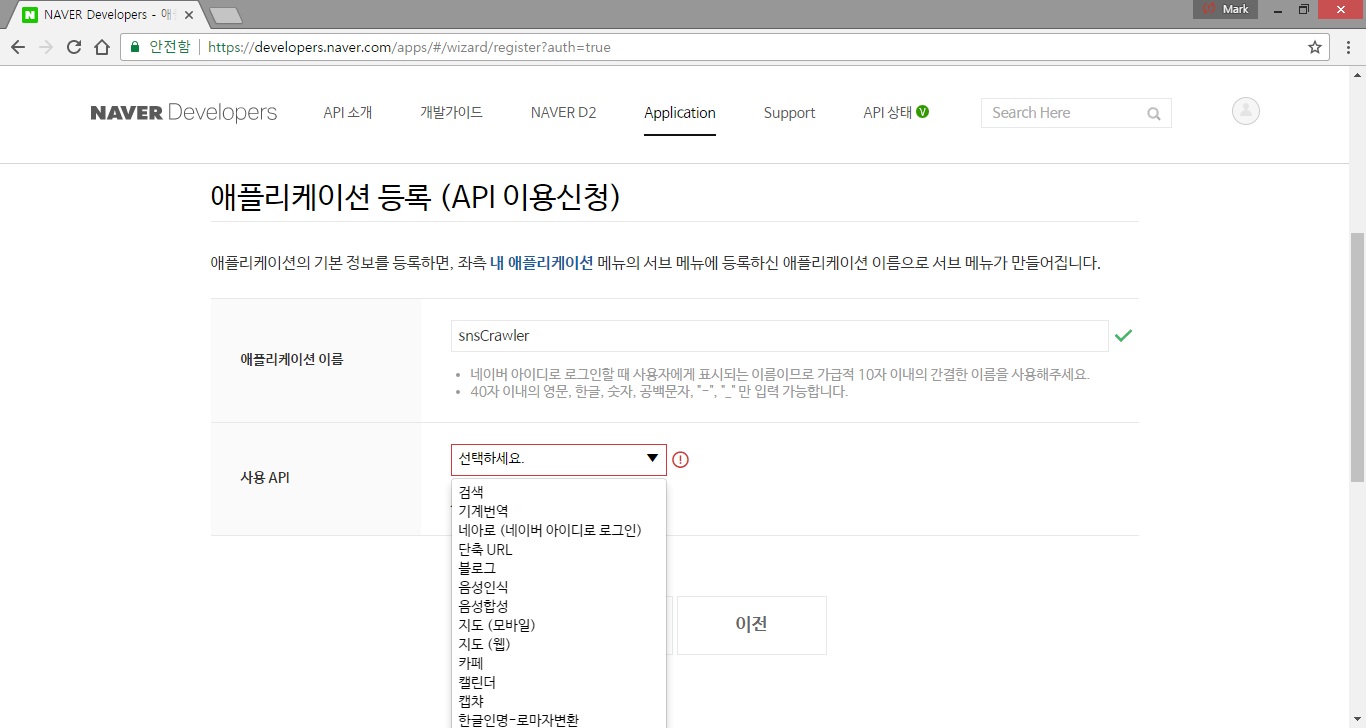 NAVER Developers - 애
Mark
안전함 https://developers.naver.com/apps/#/wizard/register?auth=true
NAVER Developers API 소개 개발가이드 NAVER D2 Application Support API 상태 V Search Here
애플리케이션 등록 (API 이용신청)
애플리케이션의 기본 정보를 등록하면, 좌측 내 애플리케이션 메뉴의 서브 메뉴에 등록하신 애플리케이션 이름으로 서브 메뉴가 만들어집니다.
애플리케이션 이름
snsCrawler
• 네이버 아이디로 로그인할 때 사용자에게 표시되는 이름이므로 가급적 10자 이내의 간결한 이름을 사용해주세요.
• 40자 이내의 영문, 한글, 숫자, 공백문자, "-", "_" 만 입력 가능합니다.
사용 API
선택하세요.
검색
기계번역
네아로 (네이버 아이디로 로그인)
단축 URL
블로그
음성인식
음성합성
지도 (모바일)
지도 (웹)
카페
캘린더
캡챠
한글인명-로마자변환
이전